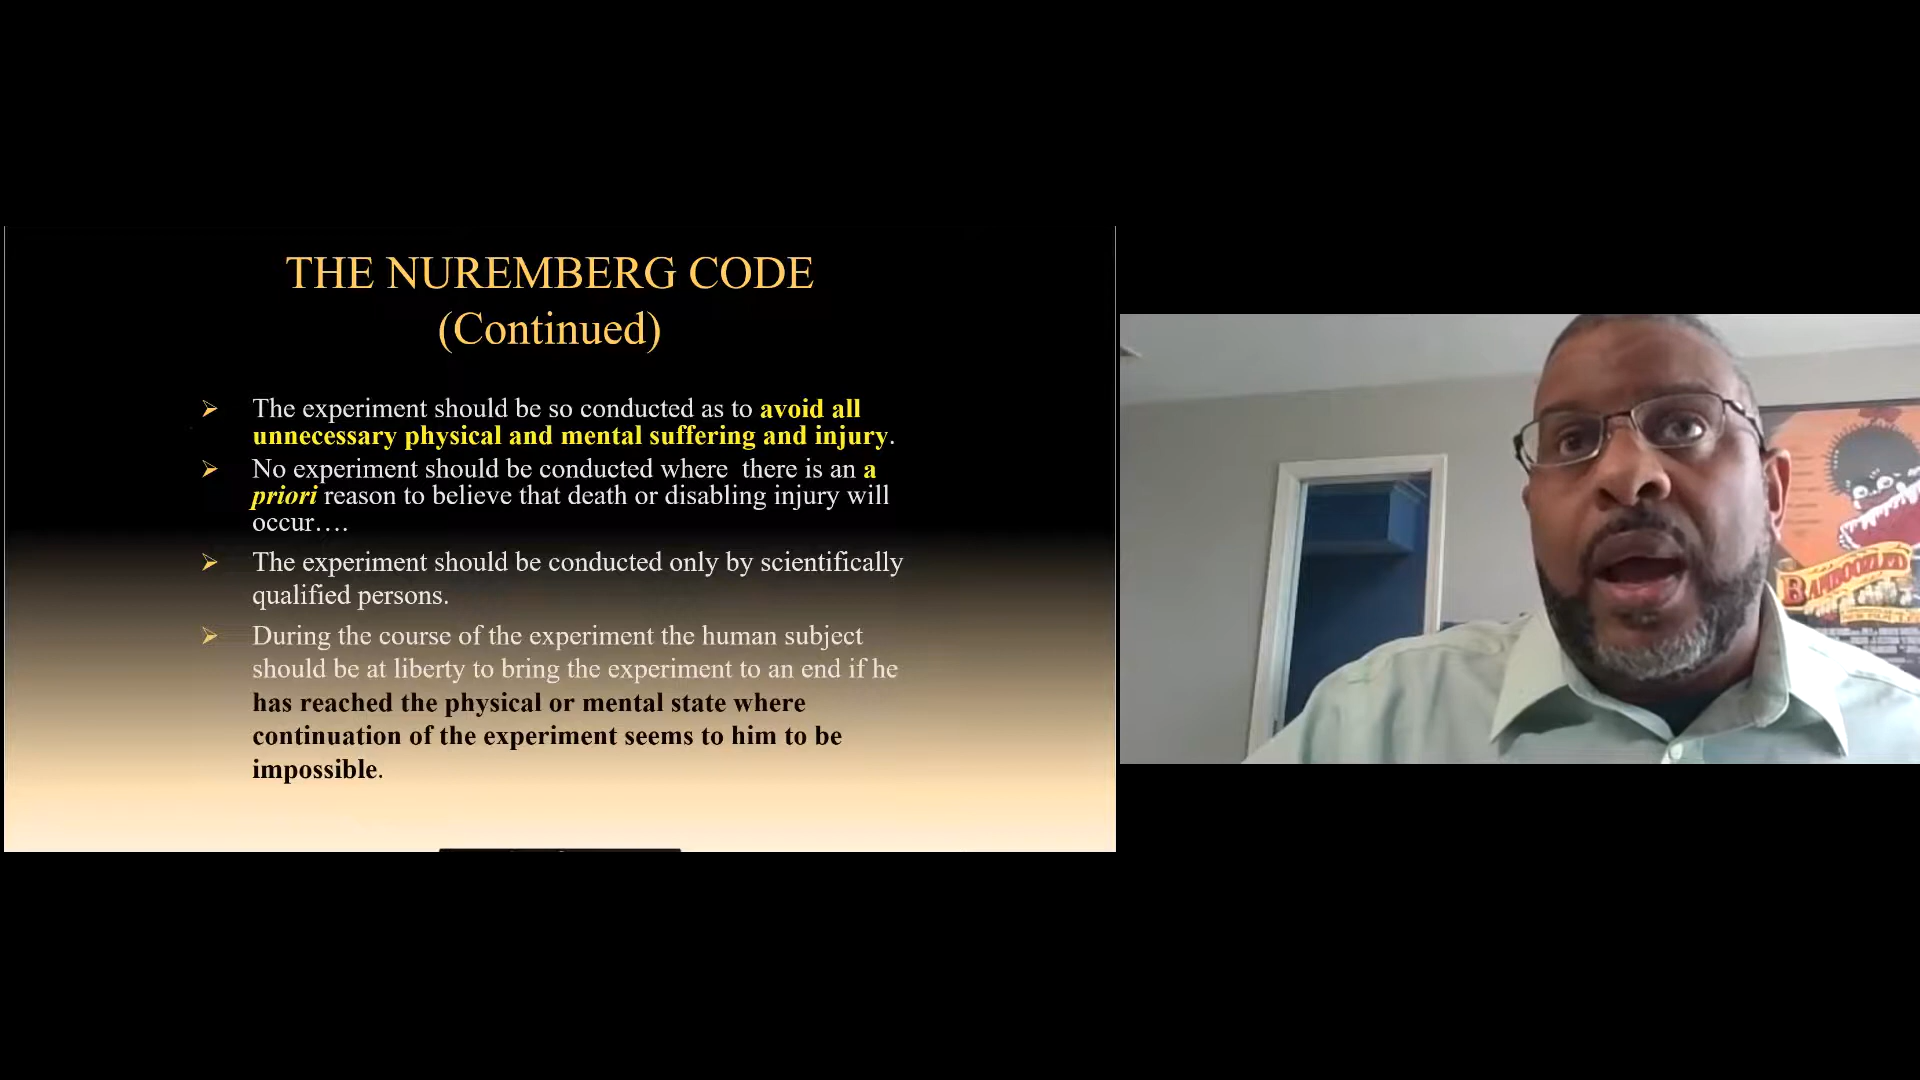 THE NUREMBERG CODE
(Continued)
➢ The experiment should be so conducted as to avoid all
unnecessary physical and mental suffering and injury.
➢ No experiment should be conducted where there is an a
priori reason to believe that death or disabling injury will
occur….
➢ The experiment should be conducted only by scientifically
qualified persons.
➢ During the course of the experiment the human subject
should be at liberty to bring the experiment to an end if he
has reached the physical or mental state where
continuation of the experiment seems to him to be
impossible.
BAMBOOZLED